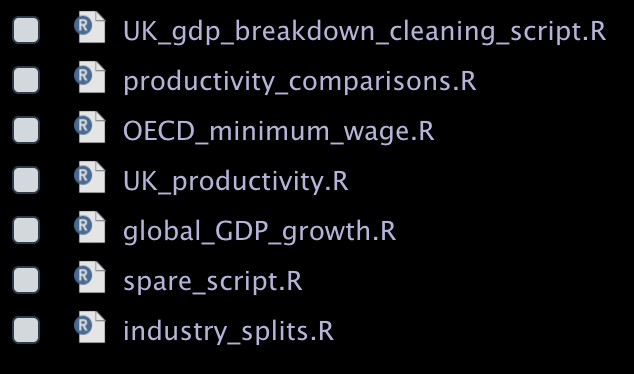 UK_gdp_breakdown_cleaning_script.R
productivity_comparisons.R
OECD_minimum_wage.R
UK_productivity.R
global_GDP_growth.R
spare_script.R
industry_splits.R